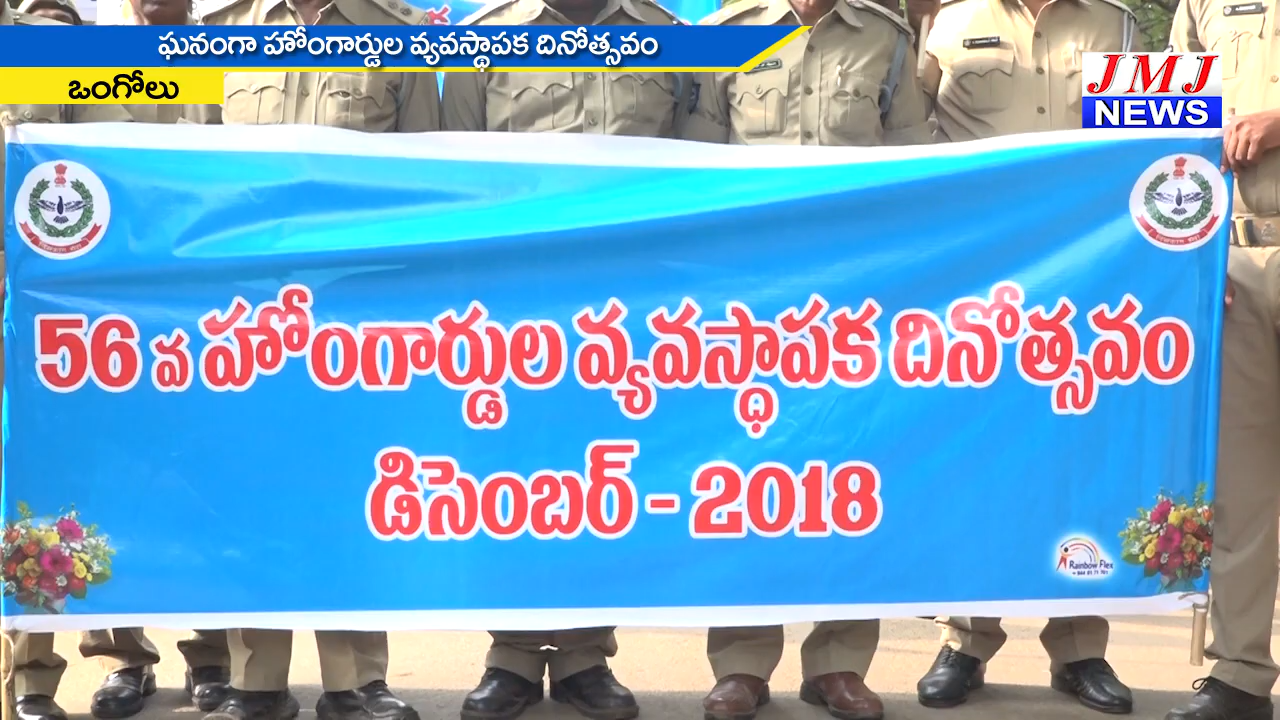 ఘనంగా హోంగార్డుల వ్యవస్థాపక దినోత్సవం
ఒంగోలు
JMJ
NEWS
56 వ హోంగార్డుల వ్యవస్థాపక దినోత్సవం
డిసెంబర్ - 2018
Rainbow Flex